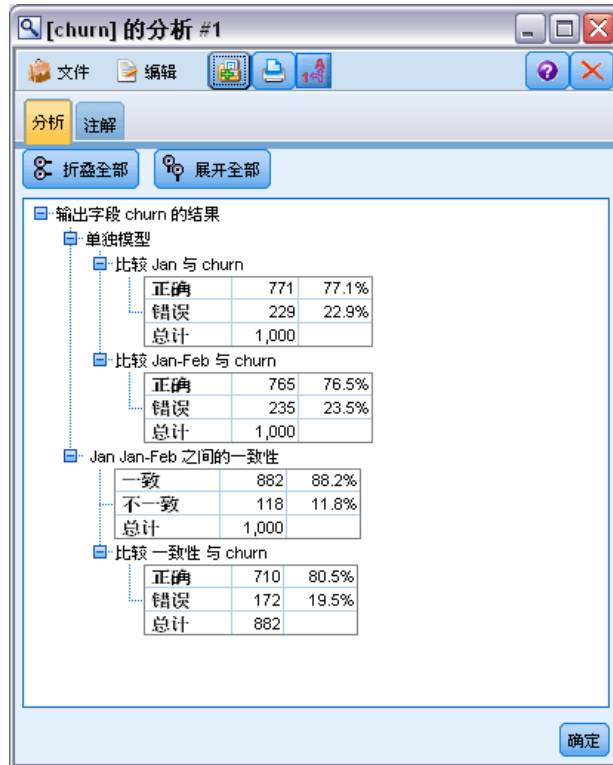 [churn] 的分析 #1
文件 编辑
分析 注解
折叠全部 展开全部
输出字段 churn 的结果
单独模型
比较 Jan 与 churn
正确 771 77.1%
错误 229 22.9%
总计 1,000
比较 Jan-Feb 与 churn
正确 765 76.5%
错误 235 23.5%
总计 1,000
Jan Jan-Feb 之间的一致性
一致 882 88.2%
不一致 118 11.8%
总计 1,000
比较 一致性 与 churn
正确 710 80.5%
错误 172 19.5%
总计 882
确定